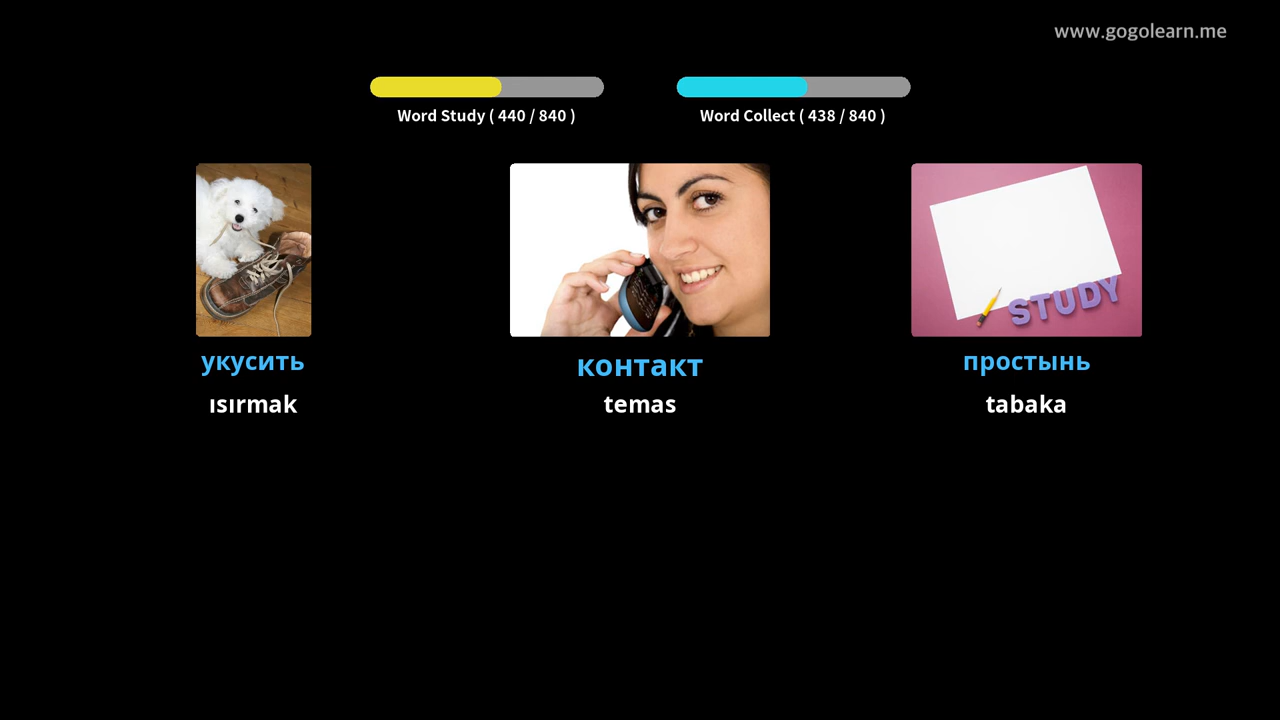 www.gogolearn.me
Word Study ( 440 / 840 )
Word Collect ( 438 / 840 )
STUDY
укусить
контакт
простынь
ısırmak
temas
tabaka